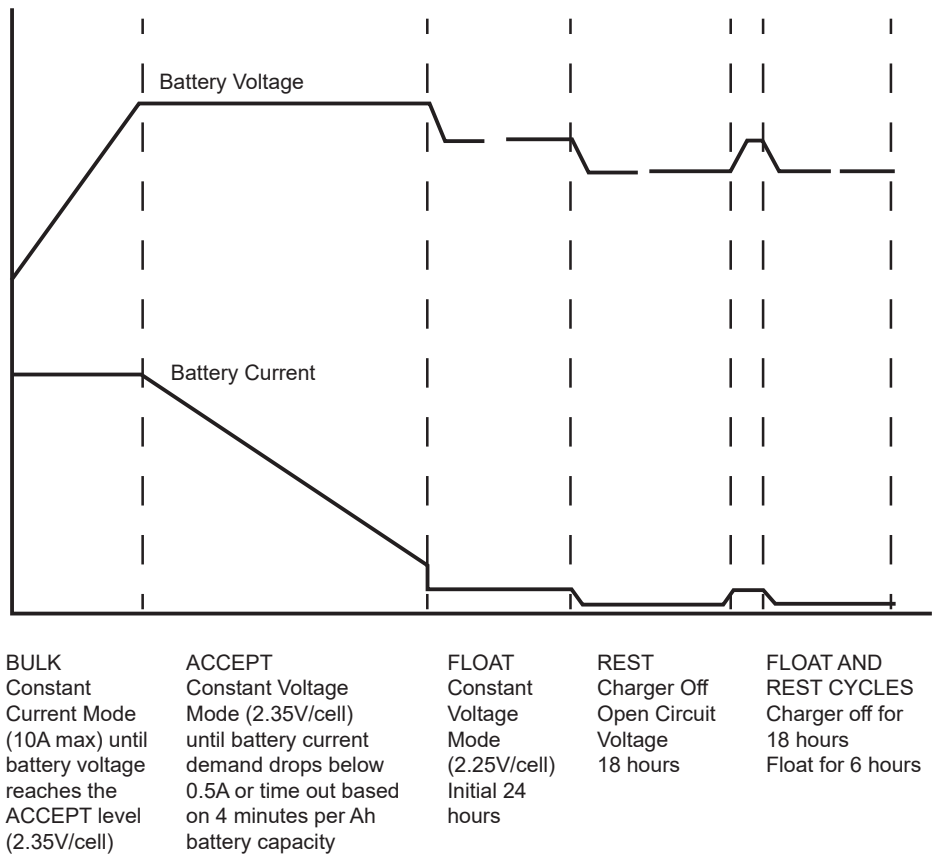 Battery Voltage
Battery Current
BULK
Constant
Current Mode
(10A max) until
battery voltage
reaches the
ACCEPT level
(2.35V/cell)
ACCEPT
Constant Voltage
Mode (2.35V/cell)
until battery current
demand drops below
0.5A or time out based
on 4 minutes per Ah
battery capacity
FLOAT
Constant
Voltage
Mode
(2.25V/cell)
Initial 24
hours
REST
Charger Off
Open Circuit
Voltage
18 hours
FLOAT AND
REST CYCLES
Charger off for
18 hours
Float for 6 hours